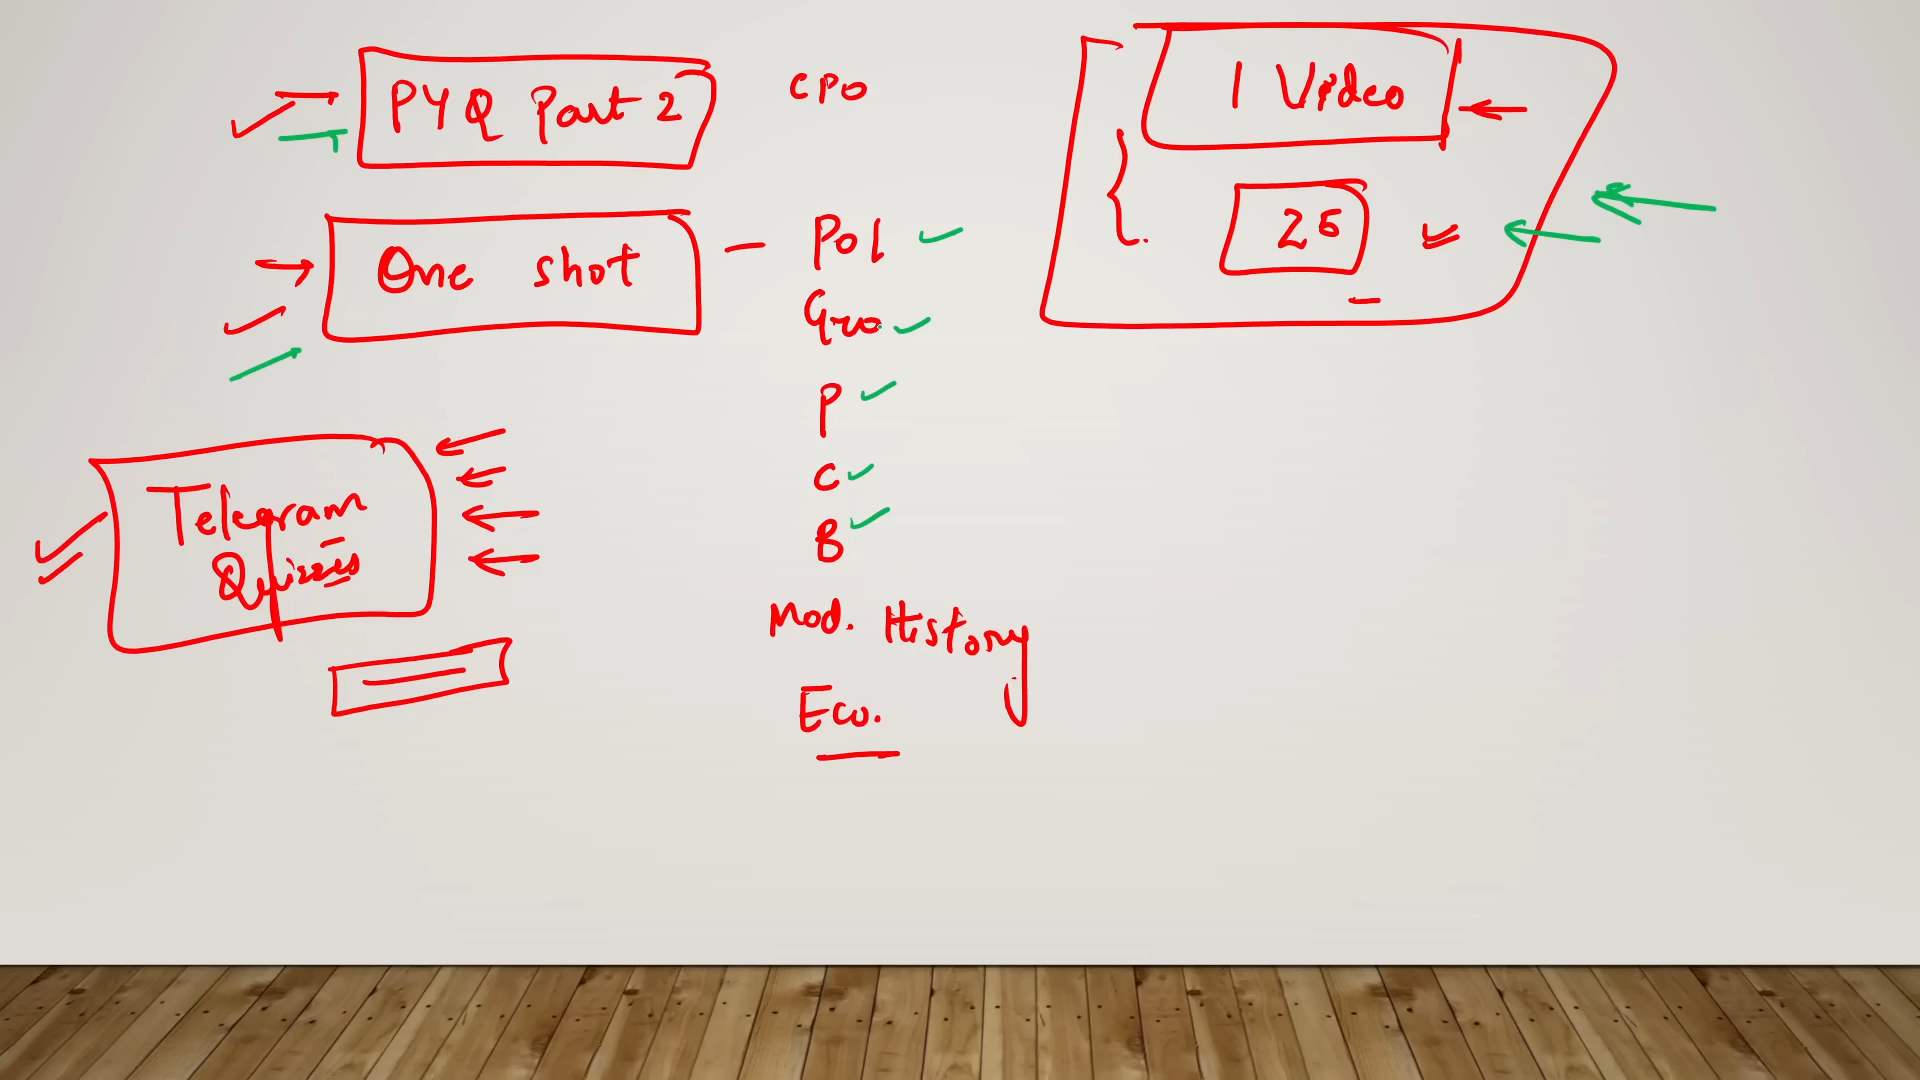 PYQ Part 2
CPO
One shot - Pol
Geo
P
C
B
Mod. History
Eco.
Telegram
Quizzes
1 Video
25